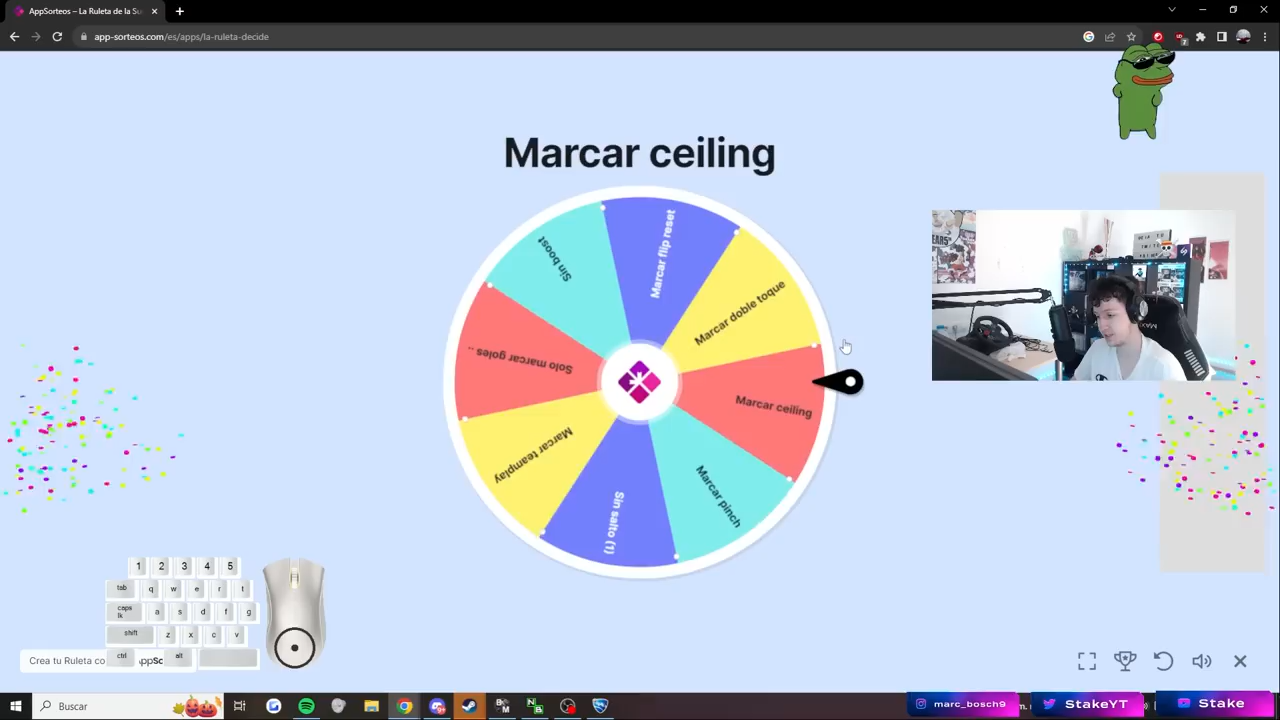 AppSorteos – La Ruleta de la Su
app-sorteos.com/es/apps/la-ruleta-decide
Marcar ceiling
Marcar flip reset
Sin boost
Marcar doble toque
Solo marcar goles ..
Marcar ceiling
Marcar teamplay
Marcar pinch
Sin salto (1)
1 2 3 4 5
tab q w e r t
caps lk a s d f g
shift z x c v
ctrl alt
Crea tu Ruleta co AppSo
Buscar
marc_bosch9
StakeYT
Stake